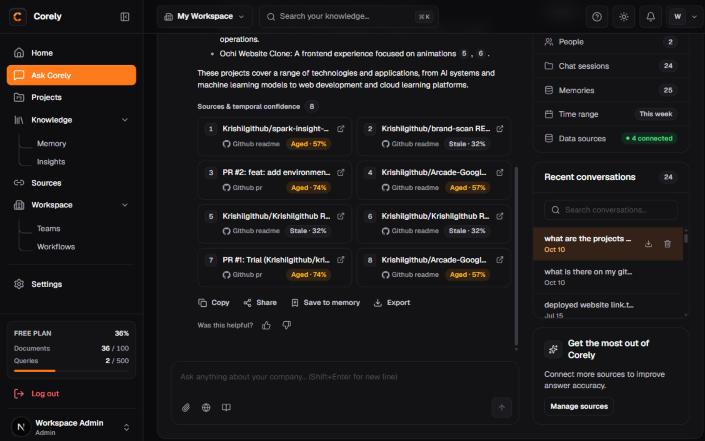 Corely
Home
Ask Corely
Projects
Knowledge
Memory
Insights
Sources
Workspace
Teams
Workflows
Settings
FREE PLAN 36%
Documents 36 / 100
Queries 2 / 500
Log out
N Workspace Admin
Admin
My Workspace
Search your knowledge...
⌘K
W
operations.
• Ochi Website Clone: A frontend experience focused on animations 5 , 6 .
These projects cover a range of technologies and applications, from AI systems and
machine learning models to web development and cloud learning platforms.
Sources & temporal confidence 8
1 Krishilgithub/spark-insight-...
Github readme Aged · 57%
2 Krishilgithub/brand-scan RE...
Github readme Stale · 32%
3 PR #2: feat: add environmen...
Github pr Aged · 74%
4 Krishilgithub/Arcade-Googl...
Github readme Aged · 57%
5 Krishilgithub/Krishilgithub R...
Github readme Stale · 32%
6 Krishilgithub/Krishilgithub R...
Github readme Stale · 32%
7 PR #1: Trial (Krishilgithub/kri...
Github pr Aged · 74%
8 Krishilgithub/Arcade-Googl...
Github readme Aged · 57%
Copy Share Save to memory Export
Was this helpful?
Ask anything about your company... (Shift+Enter for new line)
People 2
Chat sessions 24
Memories 25
Time range This week
Data sources • 4 connected
Recent conversations 24
Search conversations...
what are the projects ...
Oct 10
what is there on my git...
Oct 10
deployed website link.t...
Jul 15
Get the most out of
Corely
Connect more sources to improve
answer accuracy.
Manage sources